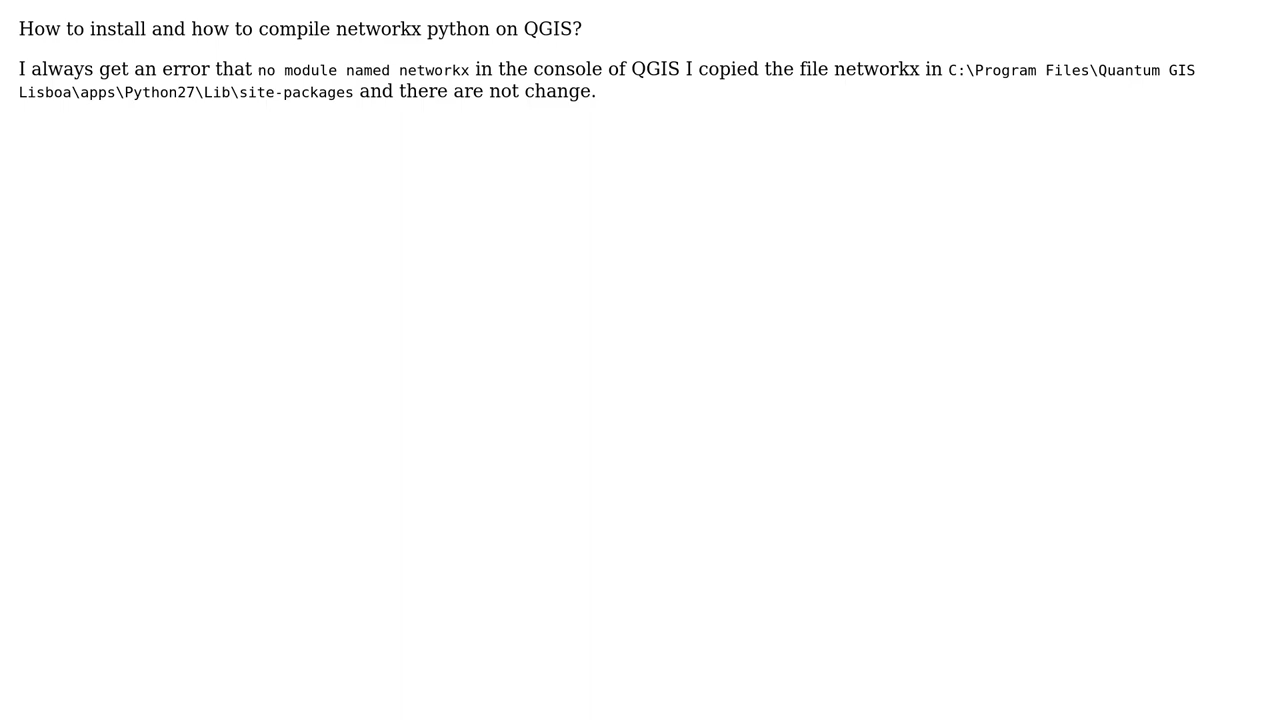 How to install and how to compile networkx python on QGIS?
I always get an error that no module named networkx in the console of QGIS I copied the file networkx in C:\Program Files\Quantum GIS
Lisboa\apps\Python27\Lib\site-packages and there are not change.